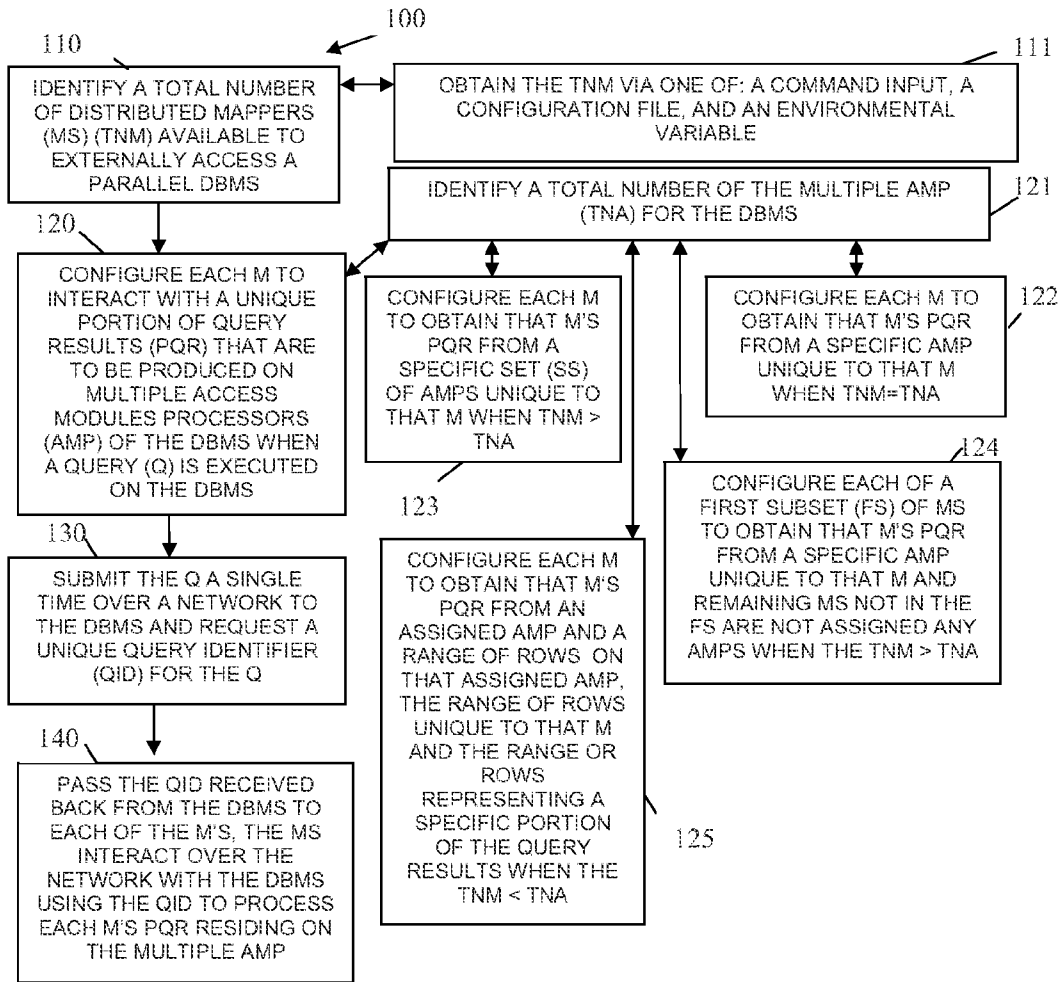 100
110
IDENTIFY A TOTAL NUMBER
OF DISTRIBUTED MAPPERS
(MS) (TNM) AVAILABLE TO
EXTERNALLY ACCESS A
PARALLEL DBMS
111
OBTAIN THE TNM VIA ONE OF: A COMMAND INPUT, A
CONFIGURATION FILE, AND AN ENVIRONMENTAL
VARIABLE
121
IDENTIFY A TOTAL NUMBER OF THE MULTIPLE AMP
(TNA) FOR THE DBMS
120
CONFIGURE EACH M TO
INTERACT WITH A UNIQUE
PORTION OF QUERY
RESULTS (PQR) THAT ARE
TO BE PRODUCED ON
MULTIPLE ACCESS
MODULES PROCESSORS
(AMP) OF THE DBMS WHEN
A QUERY (Q) IS EXECUTED
ON THE DBMS
CONFIGURE EACH M
TO OBTAIN THAT M'S
PQR FROM A
SPECIFIC SET (SS)
OF AMPS UNIQUE TO
THAT M WHEN TNM >
TNA
123
122
CONFIGURE EACH M TO
OBTAIN THAT M'S PQR
FROM A SPECIFIC AMP
UNIQUE TO THAT M
WHEN TNM=TNA
124
CONFIGURE EACH OF A
FIRST SUBSET (FS) OF MS
TO OBTAIN THAT M'S PQR
FROM A SPECIFIC AMP
UNIQUE TO THAT M AND
REMAINING MS NOT IN THE
FS ARE NOT ASSIGNED ANY
AMPS WHEN THE TNM > TNA
130
SUBMIT THE Q A SINGLE
TIME OVER A NETWORK TO
THE DBMS AND REQUEST A
UNIQUE QUERY IDENTIFIER
(QID) FOR THE Q
CONFIGURE EACH M
TO OBTAIN THAT M'S
PQR FROM AN
ASSIGNED AMP AND A
RANGE OF ROWS ON
THAT ASSIGNED AMP,
THE RANGE OF ROWS
UNIQUE TO THAT M
AND THE RANGE OR
ROWS
REPRESENTING A
SPECIFIC PORTION
OF THE QUERY
RESULTS WHEN THE
TNM < TNA
125
140
PASS THE QID RECEIVED
BACK FROM THE DBMS TO
EACH OF THE M'S, THE MS
INTERACT OVER THE
NETWORK WITH THE DBMS
USING THE QID TO PROCESS
EACH M'S PQR RESIDING ON
THE MULTIPLE AMP